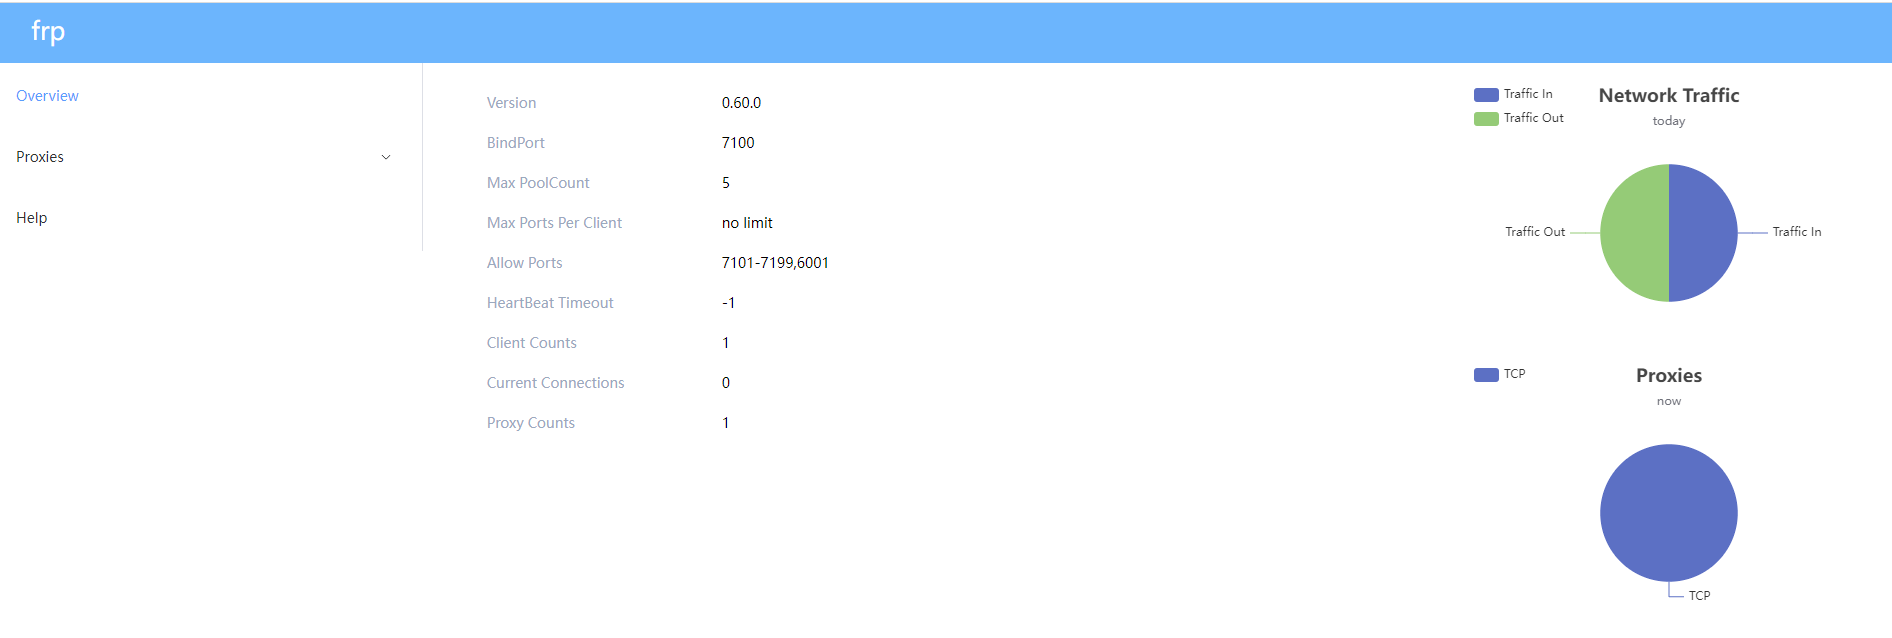 frp
Overview
Proxies
Help
Version 0.60.0
BindPort 7100
Max PoolCount 5
Max Ports Per Client no limit
Allow Ports 7101-7199,6001
HeartBeat Timeout -1
Client Counts 1
Current Connections 0
Proxy Counts 1
Traffic In
Traffic Out
Network Traffic
today
Traffic Out
Traffic In
TCP
Proxies
now
TCP